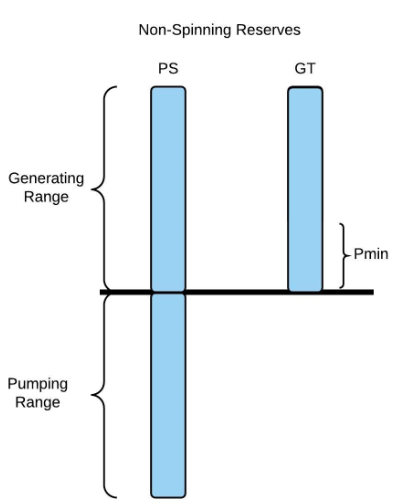 Non-Spinning Reserves
PS
GT
Generating
Range
Pmin
Pumping
Range